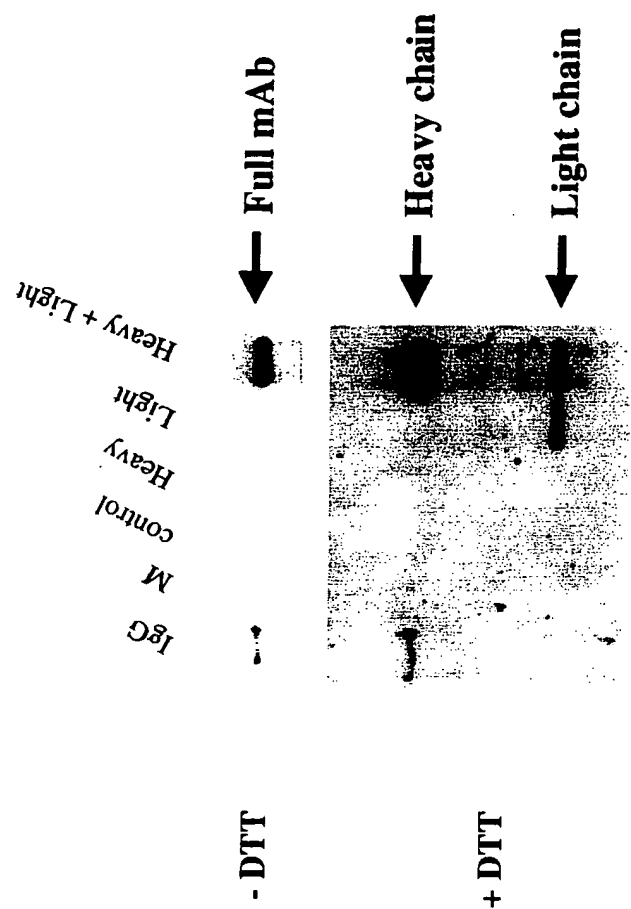 IgG
M
control
Heavy
Light
Heavy + Light
- DTT
Full mAb
+ DTT
Heavy chain
Light chain